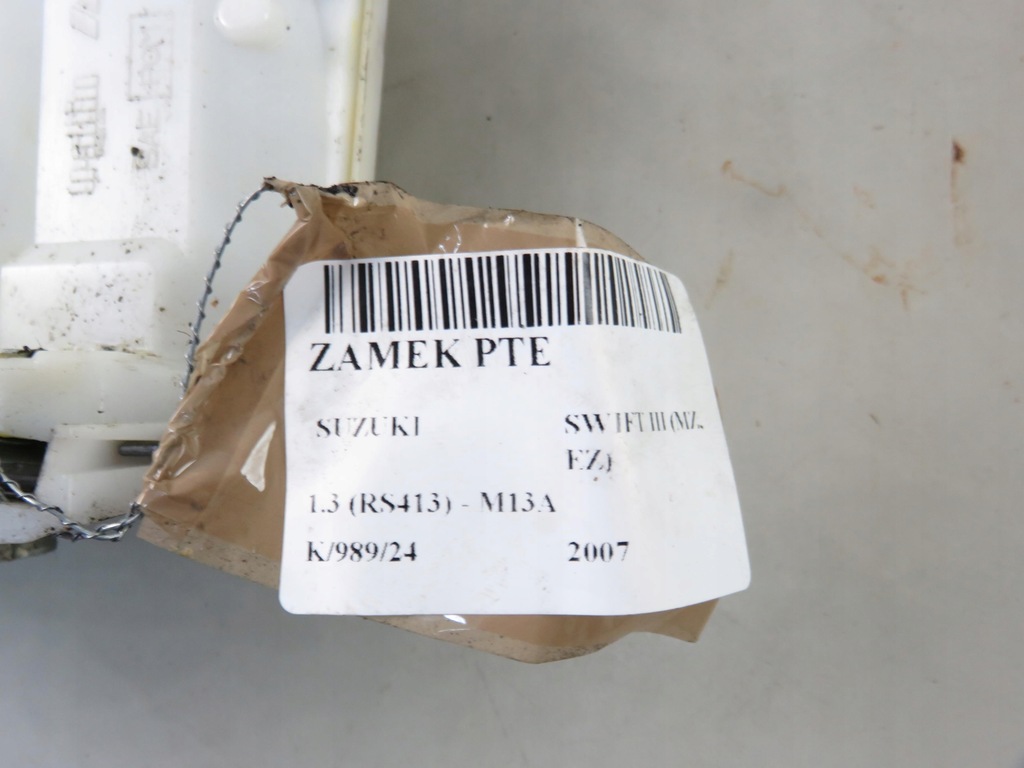 ZAMEK PTE
SUZUKI SWIFT III (MZ,
EZ)
1.3 (RS413) - M13A
K/989/24 2007